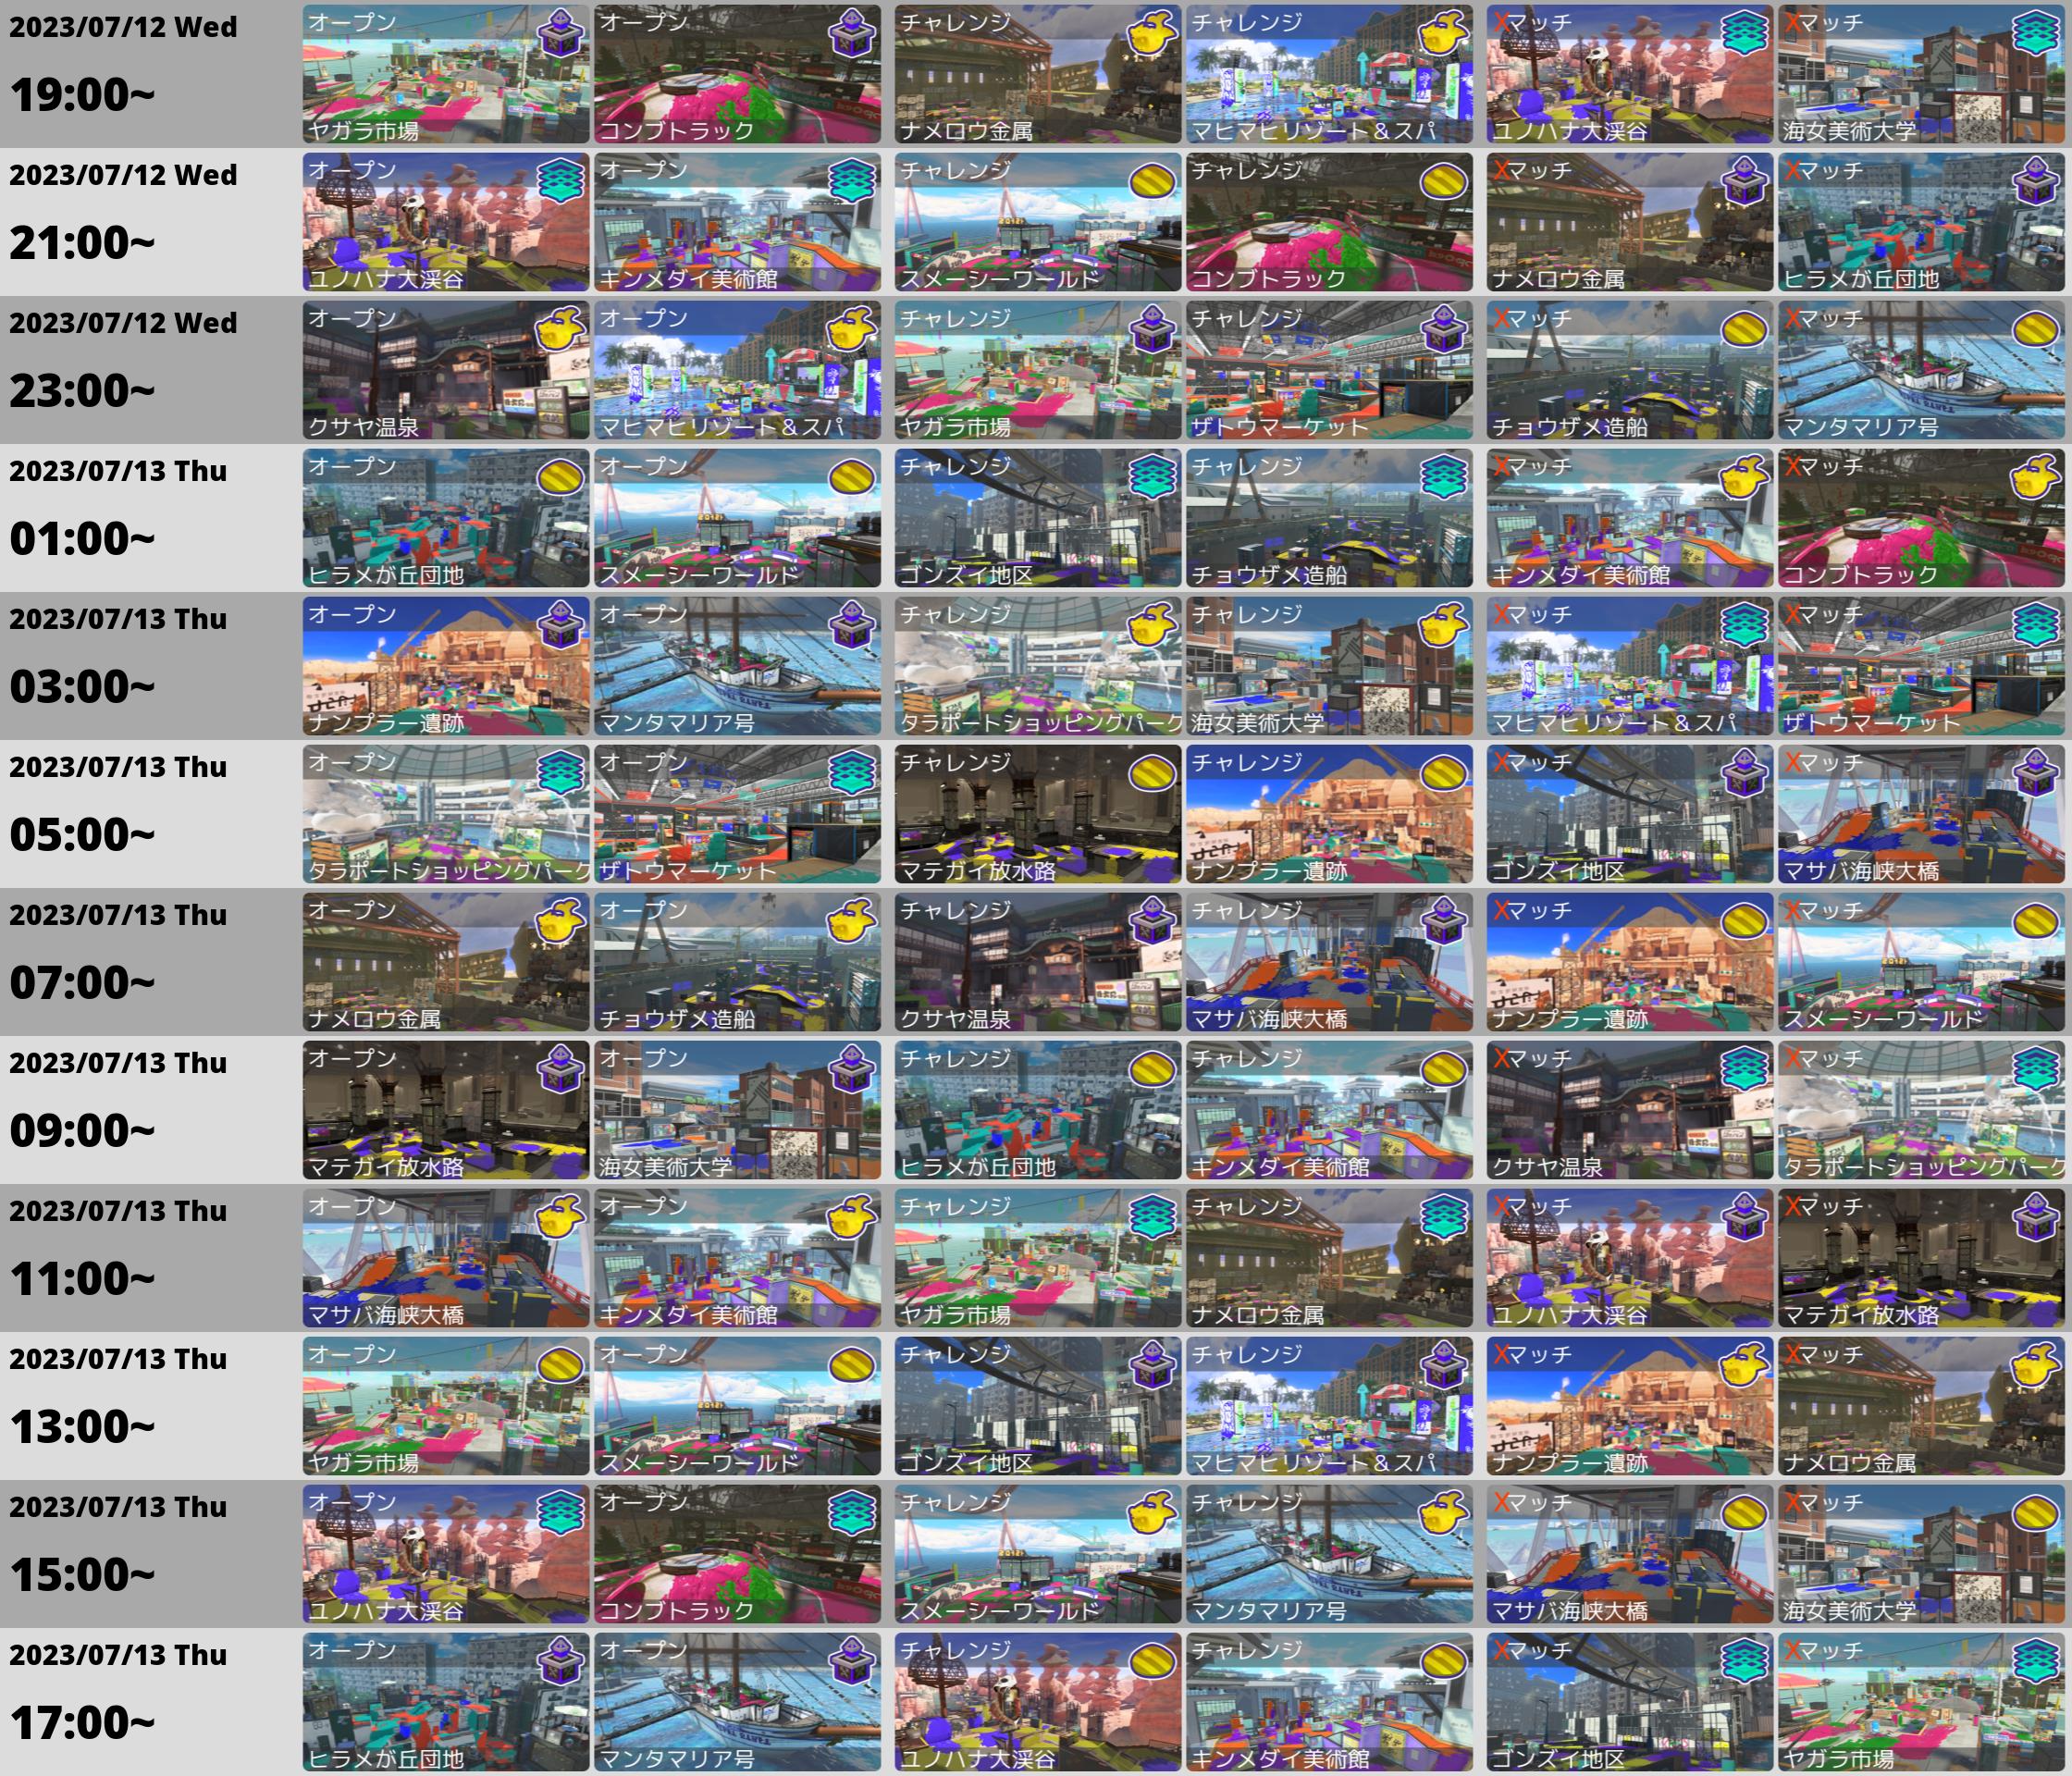 2023/07/12 Wed
19:00~
オープン
ヤガラ市場
オープン
コンブトラック
チャレンジ
ナメロウ金属
チャレンジ
マヒマヒリゾート＆スパ
Xマッチ
ユノハナ大渓谷
Xマッチ
海女美術大学
2023/07/12 Wed
21:00~
オープン
ユノハナ大渓谷
オープン
キンメダイ美術館
チャレンジ
スメーシーワールド
チャレンジ
コンブトラック
Xマッチ
ナメロウ金属
Xマッチ
ヒラメが丘団地
2023/07/12 Wed
23:00~
オープン
クサヤ温泉
オープン
マヒマヒリゾート＆スパ
チャレンジ
ヤガラ市場
チャレンジ
ザトウマーケット
Xマッチ
チョウザメ造船
Xマッチ
マンタマリア号
2023/07/13 Thu
01:00~
オープン
ヒラメが丘団地
オープン
スメーシーワールド
チャレンジ
ゴンズイ地区
チャレンジ
チョウザメ造船
Xマッチ
キンメダイ美術館
Xマッチ
コンブトラック
2023/07/13 Thu
03:00~
オープン
ナンプラー遺跡
オープン
マンタマリア号
チャレンジ
タラポートショッピングパーク
チャレンジ
海女美術大学
Xマッチ
マヒマヒリゾート＆スパ
Xマッチ
ザトウマーケット
2023/07/13 Thu
05:00~
オープン
タラポートショッピングパーク
オープン
ザトウマーケット
チャレンジ
マテガイ放水路
チャレンジ
ナンプラー遺跡
Xマッチ
ゴンズイ地区
Xマッチ
マサバ海峡大橋
2023/07/13 Thu
07:00~
オープン
ナメロウ金属
オープン
チョウザメ造船
チャレンジ
クサヤ温泉
チャレンジ
マサバ海峡大橋
Xマッチ
ナンプラー遺跡
Xマッチ
スメーシーワールド
2023/07/13 Thu
09:00~
オープン
マテガイ放水路
オープン
海女美術大学
チャレンジ
ヒラメが丘団地
チャレンジ
キンメダイ美術館
Xマッチ
クサヤ温泉
Xマッチ
タラポートショッピングパーク
2023/07/13 Thu
11:00~
オープン
マサバ海峡大橋
オープン
キンメダイ美術館
チャレンジ
ヤガラ市場
チャレンジ
ナメロウ金属
Xマッチ
ユノハナ大渓谷
Xマッチ
マテガイ放水路
2023/07/13 Thu
13:00~
オープン
ヤガラ市場
オープン
スメーシーワールド
チャレンジ
ゴンズイ地区
チャレンジ
マヒマヒリゾート＆スパ
Xマッチ
ナンプラー遺跡
Xマッチ
ナメロウ金属
2023/07/13 Thu
15:00~
オープン
ユノハナ大渓谷
オープン
コンブトラック
チャレンジ
スメーシーワールド
チャレンジ
マンタマリア号
Xマッチ
マサバ海峡大橋
Xマッチ
海女美術大学
2023/07/13 Thu
17:00~
オープン
ヒラメが丘団地
オープン
マンタマリア号
チャレンジ
ユノハナ大渓谷
チャレンジ
キンメダイ美術館
Xマッチ
ゴンズイ地区
Xマッチ
ヤガラ市場